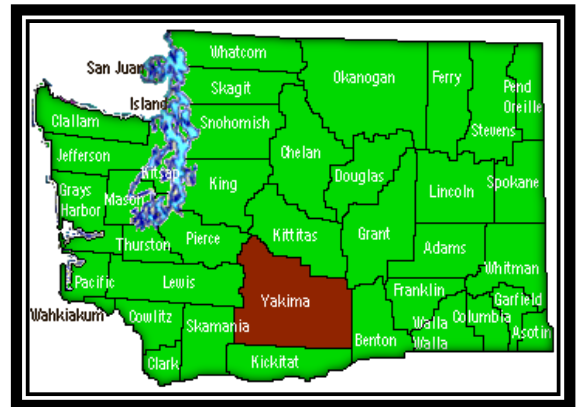 Whatcom
San Juan
Okanogan
Ferry
Pend
Oreille
Skagit
Island
Snohomish
Clallam
Stevens
Chelan
Jefferson
Kitsap
Douglas
King
Lincoln
Spokane
Grays
Harbor
Mason
Grant
Kittitas
Pierce
Thurston
Adams
Whitman
Pacific
Lewis
Yakima
Franklin
Garfield
Wahkiakum
Cowlitz
Skamania
Walla
Walla
Columbia
Asotin
Benton
Clark
Kickitat